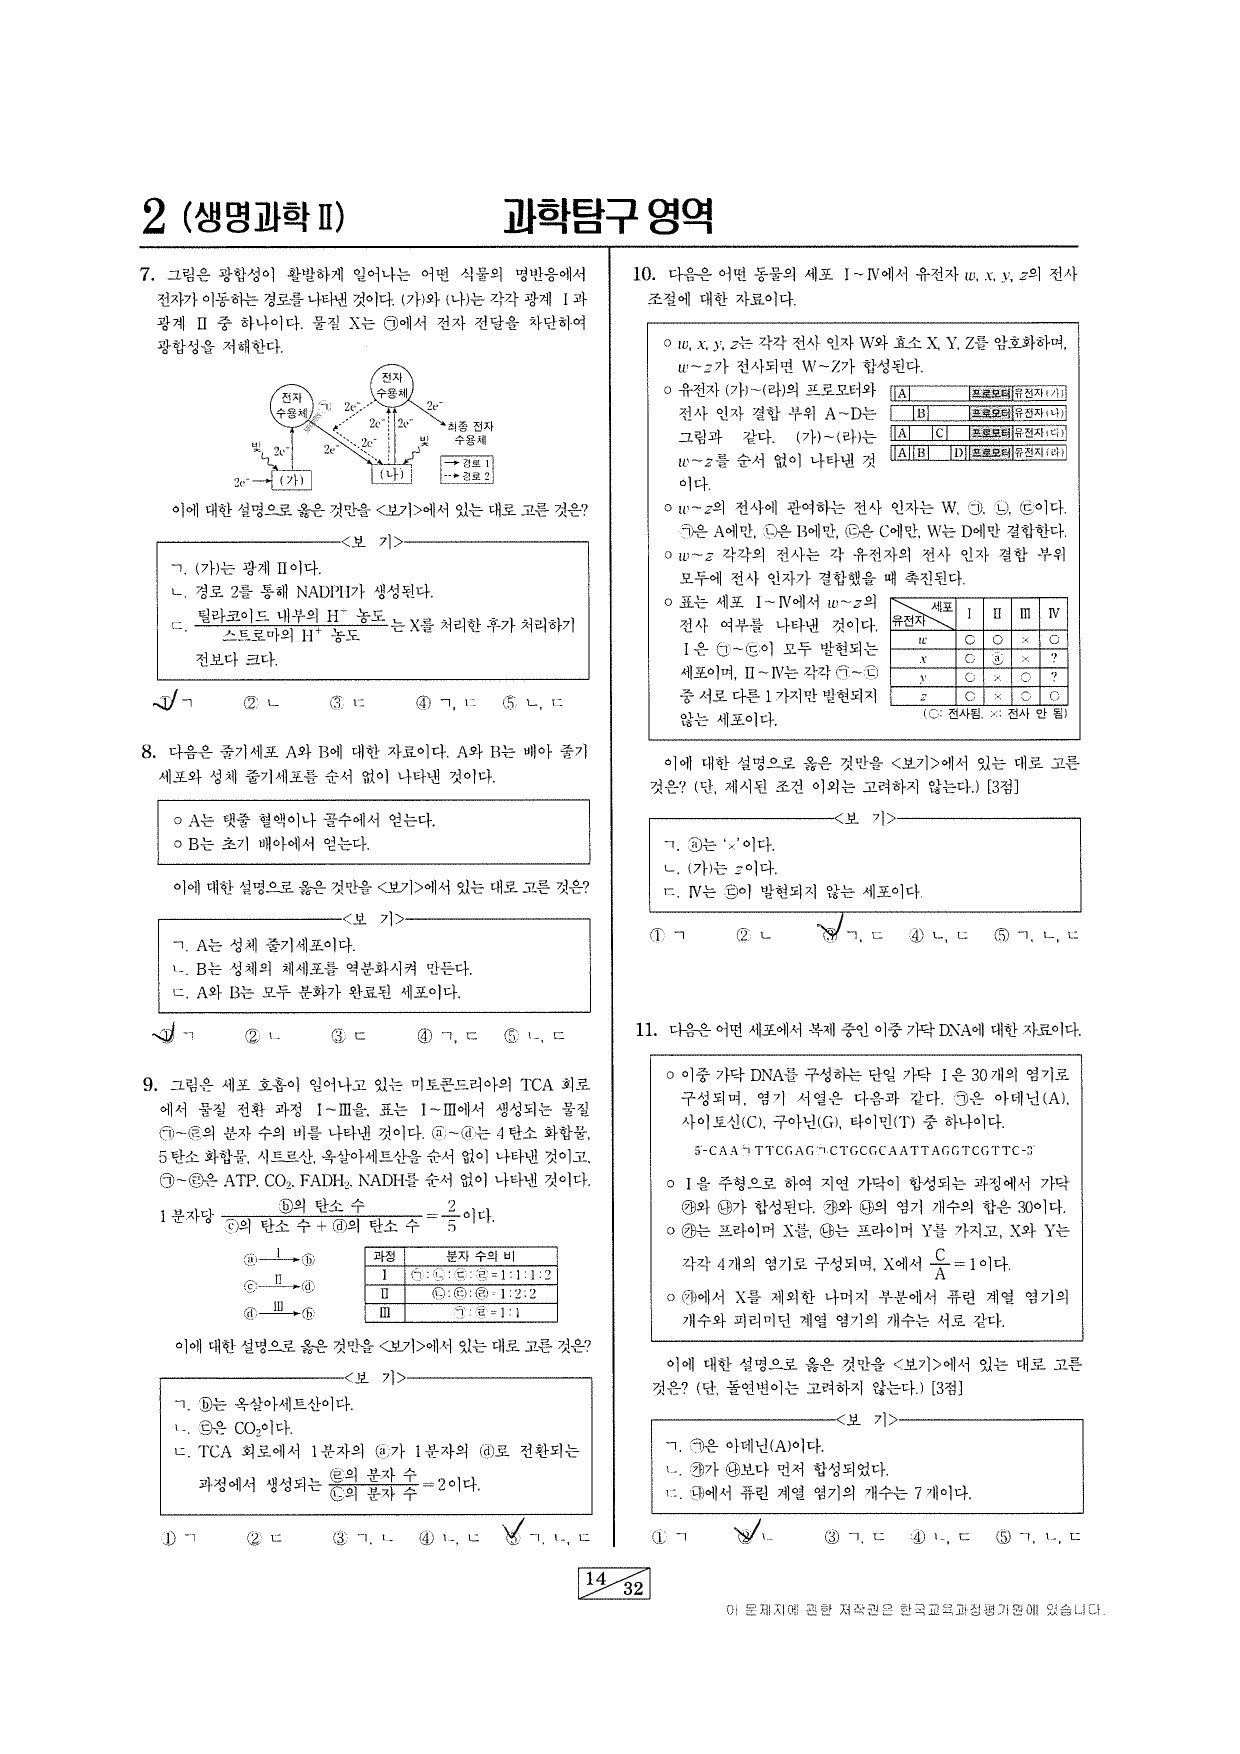 2 (생명과학 II)
과학탐구 영역
7. 그림은 광합성이 활발하게 일어나는 어떤 식물의 명반응에서
전자가 이동하는 경로를 나타낸 것이다. (가)와 (나)는 각각 광계 I과
광계 II 중 하나이다. 물질 X는 ㉠에서 전자 전달을 차단하여
광합성을 저해한다.
전자
수용체
전자
수용체
㉠
2e⁻
2e⁻
2e⁻
2e⁻
최종 전자
수용체
빛
2e⁻
2e⁻
2e⁻
빛
2e⁻
(가)
(나)
경로 1
경로 2
이에 대한 설명으로 옳은 것만을 <보기>에서 있는 대로 고른 것은?
<보 기>
ㄱ. (가)는 광계 II이다.
ㄴ. 경로 2를 통해 NADPH가 생성된다.
ㄷ. 틸라코이드 내부의 H⁺ 농도 / 스트로마의 H⁺ 농도 는 X를 처리한 후가 처리하기
전보다 크다.
① ㄱ ② ㄴ ③ ㄷ ④ ㄱ, ㄷ ⑤ ㄴ, ㄷ
8. 다음은 줄기세포 A와 B에 대한 자료이다. A와 B는 배아 줄기
세포와 성체 줄기세포를 순서 없이 나타낸 것이다.
○ A는 탯줄 혈액이나 골수에서 얻는다.
○ B는 초기 배아에서 얻는다.
이에 대한 설명으로 옳은 것만을 <보기>에서 있는 대로 고른 것은?
<보 기>
ㄱ. A는 성체 줄기세포이다.
ㄴ. B는 성체의 체세포를 역분화시켜 만든다.
ㄷ. A와 B는 모두 분화가 완료된 세포이다.
① ㄱ ② ㄴ ③ ㄷ ④ ㄱ, ㄷ ⑤ ㄴ, ㄷ
9. 그림은 세포 호흡이 일어나고 있는 미토콘드리아의 TCA 회로
에서 물질 전환 과정 I~III을, 표는 I~III에서 생성되는 물질
㉠~㉣의 분자 수의 비를 나타낸 것이다. ⓐ~ⓓ는 4탄소 화합물,
5탄소 화합물, 시트르산, 옥살아세트산을 순서 없이 나타낸 것이고,
㉠~㉣은 ATP, CO₂, FADH₂, NADH를 순서 없이 나타낸 것이다.
1분자당 ⓑ의 탄소 수 / ⓒ의 탄소 수 + ⓓ의 탄소 수 = 2/5이다.
ⓐ I → ⓑ
ⓒ II → ⓓ
ⓓ III → ⓑ
과정 분자 수의 비
I ㉠:㉡:㉢:㉣=1:1:1:2
II ㉡:㉢:㉣=1:2:2
III ㉠:㉣=1:1
이에 대한 설명으로 옳은 것만을 <보기>에서 있는 대로 고른 것은?
<보 기>
ㄱ. ⓑ는 옥살아세트산이다.
ㄴ. ㉢은 CO₂이다.
ㄷ. TCA 회로에서 1분자의 ⓐ가 1분자의 ⓓ로 전환되는
과정에서 생성되는 ㉣의 분자 수 / ㉡의 분자 수 = 2이다.
① ㄱ ② ㄷ ③ ㄱ, ㄴ ④ ㄴ, ㄷ ⑤ ㄱ, ㄴ, ㄷ
10. 다음은 어떤 동물의 세포 I~IV에서 유전자 w, x, y, z의 전사
조절에 대한 자료이다.
○ w, x, y, z는 각각 전사 인자 W와 효소 X, Y, Z를 암호화하며,
w~z가 전사되면 W~Z가 합성된다.
○ 유전자 (가)~(라)의 프로모터와
전사 인자 결합 부위 A~D는
그림과 같다. (가)~(라)는
w~z를 순서 없이 나타낸 것
이다.
A 프로모터 유전자(가)
B 프로모터 유전자(나)
A C 프로모터 유전자(다)
A B D 프로모터 유전자(라)
○ w~z의 전사에 관여하는 전사 인자는 W, ㉠, ㉡, ㉢이다.
㉠은 A에만, ㉡은 B에만, ㉢은 C에만, W는 D에만 결합한다.
○ w~z 각각의 전사는 각 유전자의 전사 인자 결합 부위
모두에 전사 인자가 결합했을 때 촉진된다.
○ 표는 세포 I~IV에서 w~z의
전사 여부를 나타낸 것이다.
I은 ㉠~㉢이 모두 발현되는
세포이며, II~IV는 각각 ㉠~㉢
중 서로 다른 1가지만 발현되지
않는 세포이다.
유전자 세포 I II III IV
w ○ ○ × ○
x ○ ⓐ × ?
y ○ × ○ ?
z ○ × ○ ○
(○: 전사됨, ×: 전사 안 됨)
이에 대한 설명으로 옳은 것만을 <보기>에서 있는 대로 고른
것은? (단, 제시된 조건 이외는 고려하지 않는다.) [3점]
<보 기>
ㄱ. ⓐ는 '×'이다.
ㄴ. (가)는 z이다.
ㄷ. IV는 ㉢이 발현되지 않는 세포이다.
① ㄱ ② ㄴ ③ ㄱ, ㄷ ④ ㄴ, ㄷ ⑤ ㄱ, ㄴ, ㄷ
11. 다음은 어떤 세포에서 복제 중인 이중 가닥 DNA에 대한 자료이다.
○ 이중 가닥 DNA를 구성하는 단일 가닥 I은 30개의 염기로
구성되며, 염기 서열은 다음과 같다. ㉠은 아데닌(A),
사이토신(C), 구아닌(G), 타이민(T) 중 하나이다.
5'-CAA㉠TTCGAG㉠CTGCGCAATTAGGTCGTTC-3'
○ I을 주형으로 하여 지연 가닥이 합성되는 과정에서 가닥
㉮와 ㉯가 합성된다. ㉮와 ㉯의 염기 개수의 합은 30이다.
○ ㉮는 프라이머 X를, ㉯는 프라이머 Y를 가지고, X와 Y는
각각 4개의 염기로 구성되며, X에서 C/A = 1이다.
○ ㉮에서 X를 제외한 나머지 부분에서 퓨린 계열 염기의
개수와 피리미딘 계열 염기의 개수는 서로 같다.
이에 대한 설명으로 옳은 것만을 <보기>에서 있는 대로 고른
것은? (단, 돌연변이는 고려하지 않는다.) [3점]
<보 기>
ㄱ. ㉠은 아데닌(A)이다.
ㄴ. ㉮가 ㉯보다 먼저 합성되었다.
ㄷ. ㉯에서 퓨린 계열 염기의 개수는 7개이다.
① ㄱ ② ㄴ ③ ㄱ, ㄷ ④ ㄴ, ㄷ ⑤ ㄱ, ㄴ, ㄷ
14 32
이 문제지에 관한 저작권은 한국교육과정평가원에 있습니다.